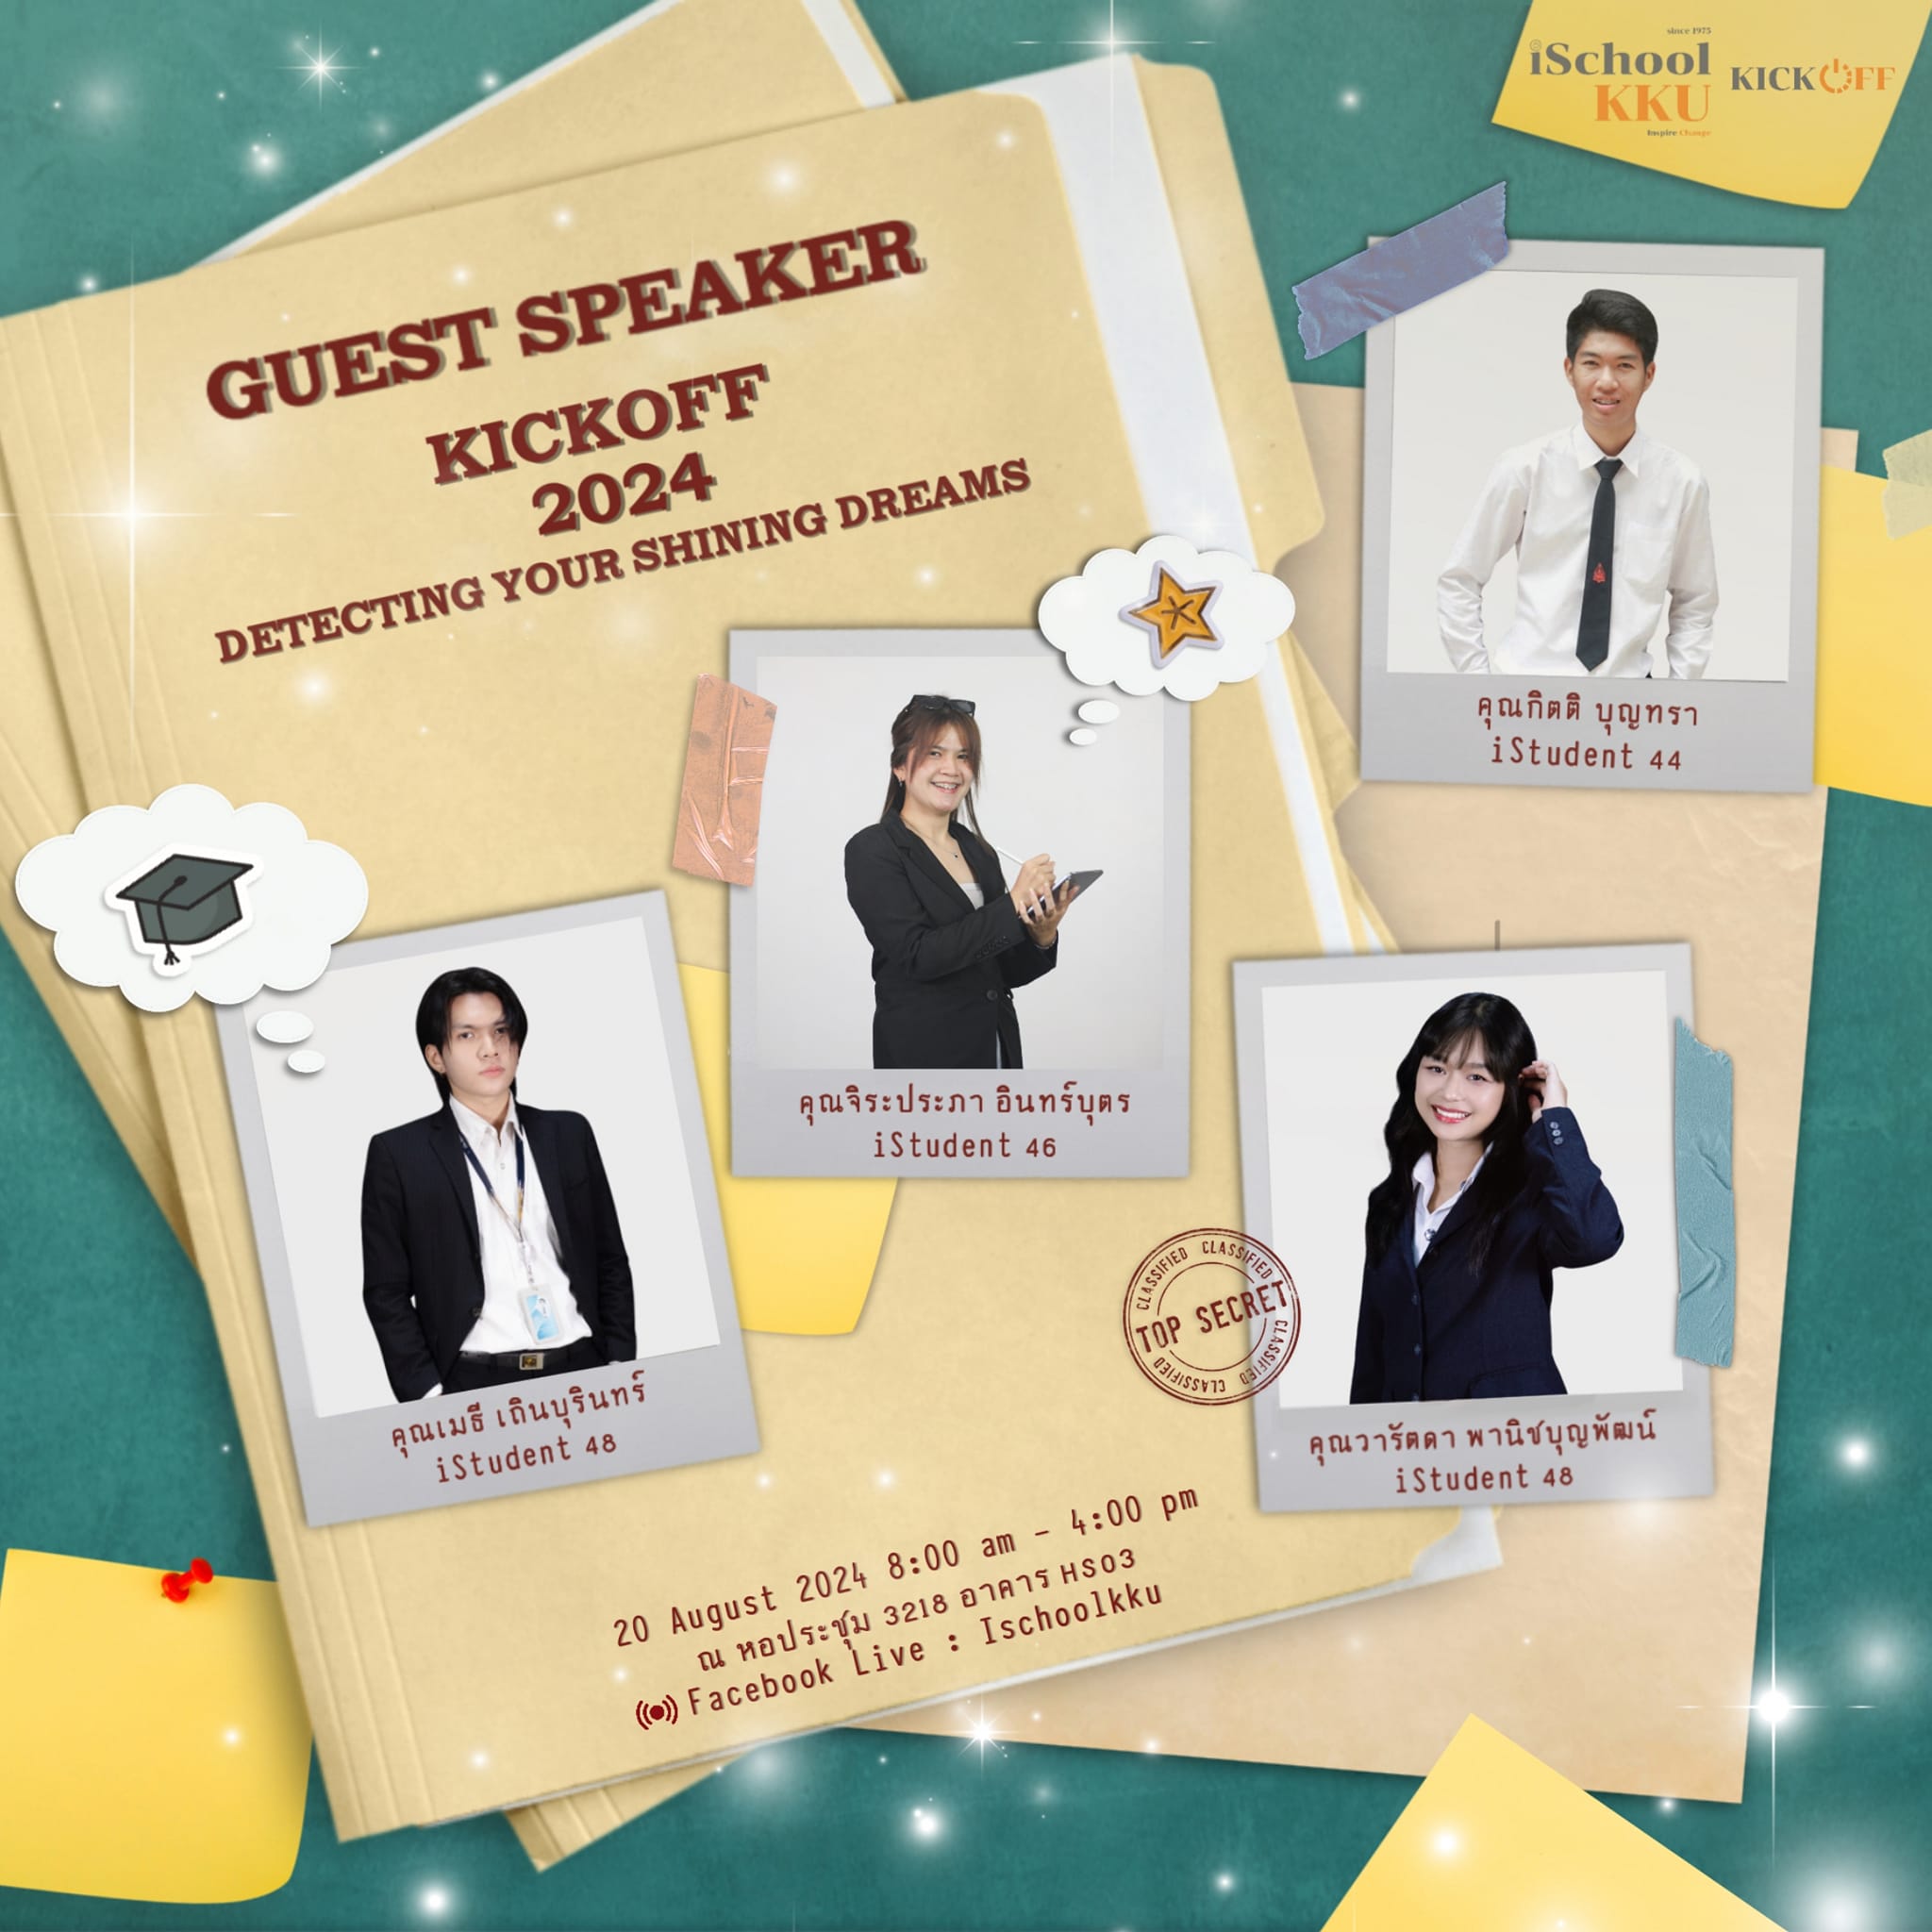 since 1975
iSchool
KKU
Inspire Change
KICKOFF
GUEST SPEAKER
KICKOFF
2024
DETECTING YOUR SHINING DREAMS
คุณกิตติ บุญทรา
iStudent 44
คุณจิระประภา อินทร์บุตร
iStudent 46
คุณเมธี เถินบุรินทร์
iStudent 48
คุณวารัตดา พานิชบุญพัฒน์
iStudent 48
CLASSIFIED CLASSIFIED
TOP SECRET
CLASSIFIED CLASSIFIED CLASSIFIED
20 August 2024 8:00 am - 4:00 pm
ณ หอประชุม 3218 อาคาร HS03
Facebook Live : Ischoolkku